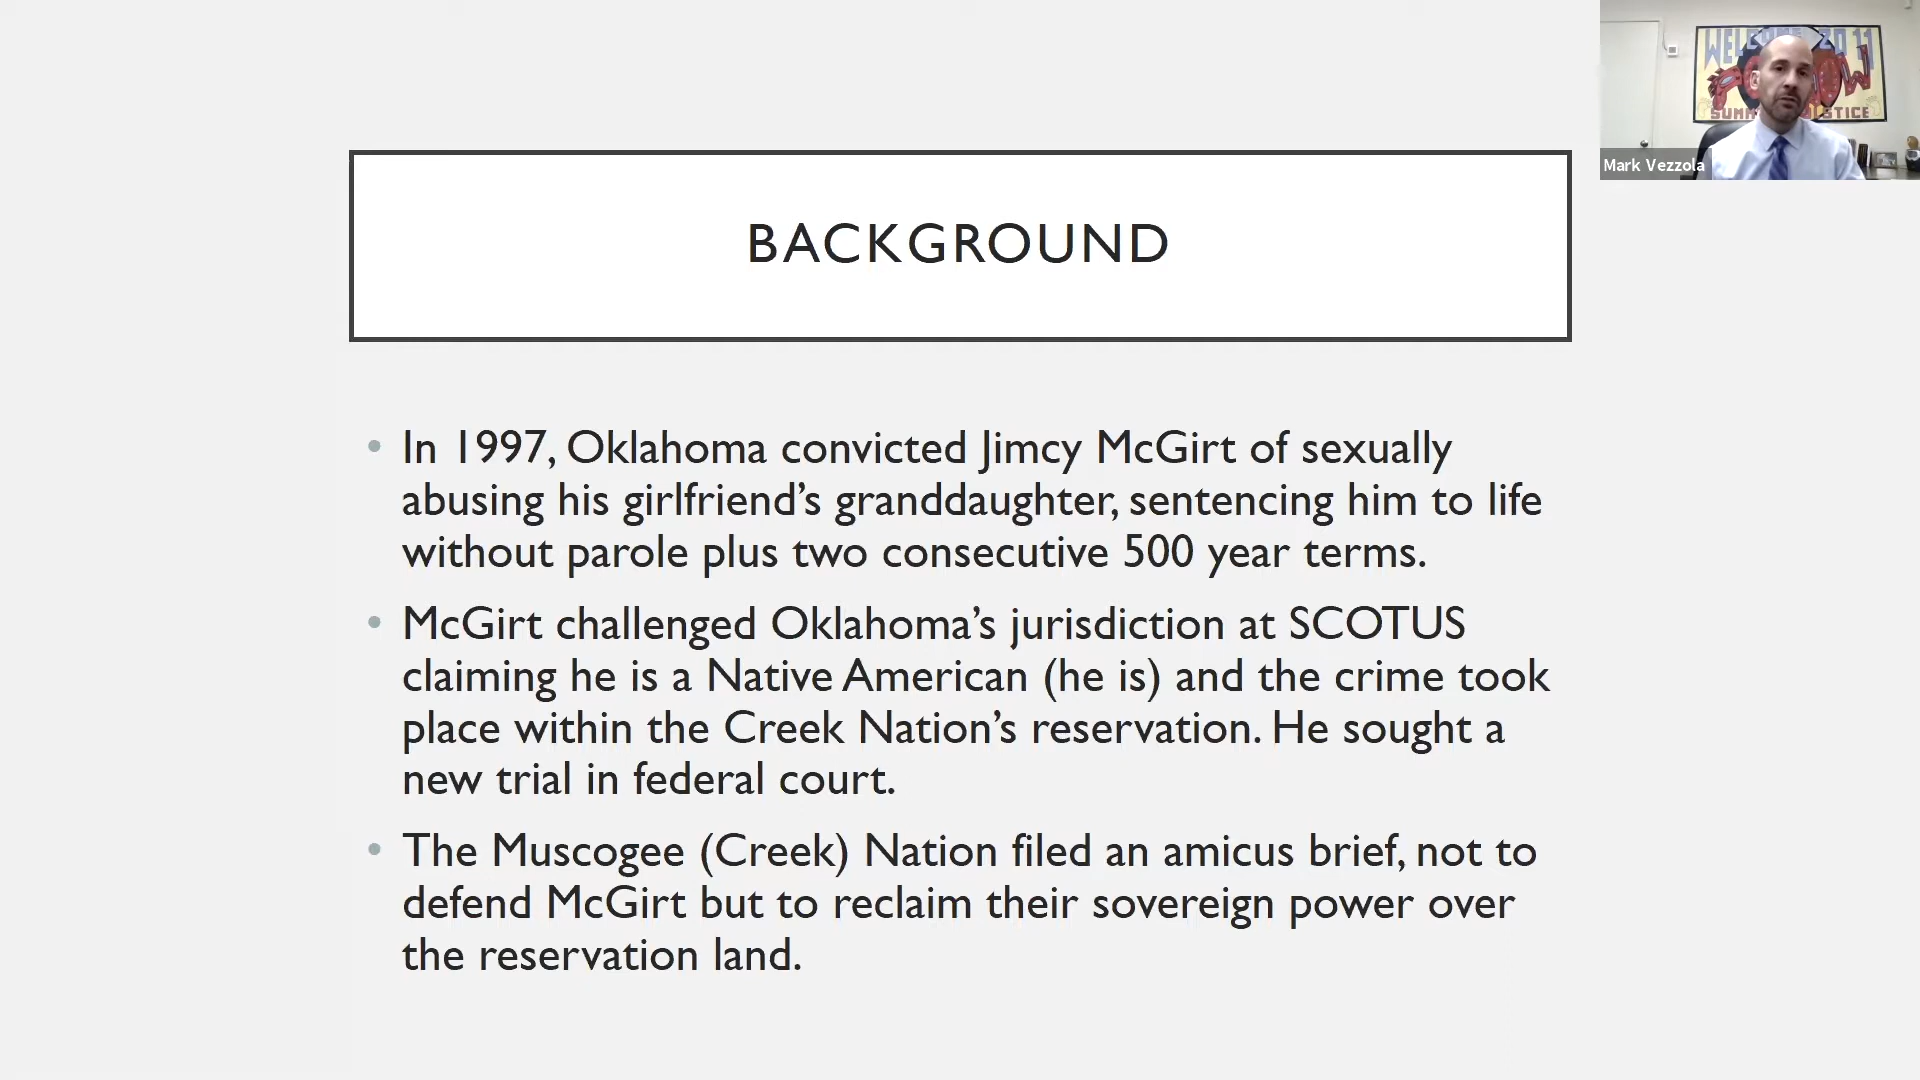 BACKGROUND
• In 1997, Oklahoma convicted Jimcy McGirt of sexually
abusing his girlfriend’s granddaughter, sentencing him to life
without parole plus two consecutive 500 year terms.
• McGirt challenged Oklahoma’s jurisdiction at SCOTUS
claiming he is a Native American (he is) and the crime took
place within the Creek Nation’s reservation. He sought a
new trial in federal court.
• The Muscogee (Creek) Nation filed an amicus brief, not to
defend McGirt but to reclaim their sovereign power over
the reservation land.
WELCOME 2011
Mark Vezzola